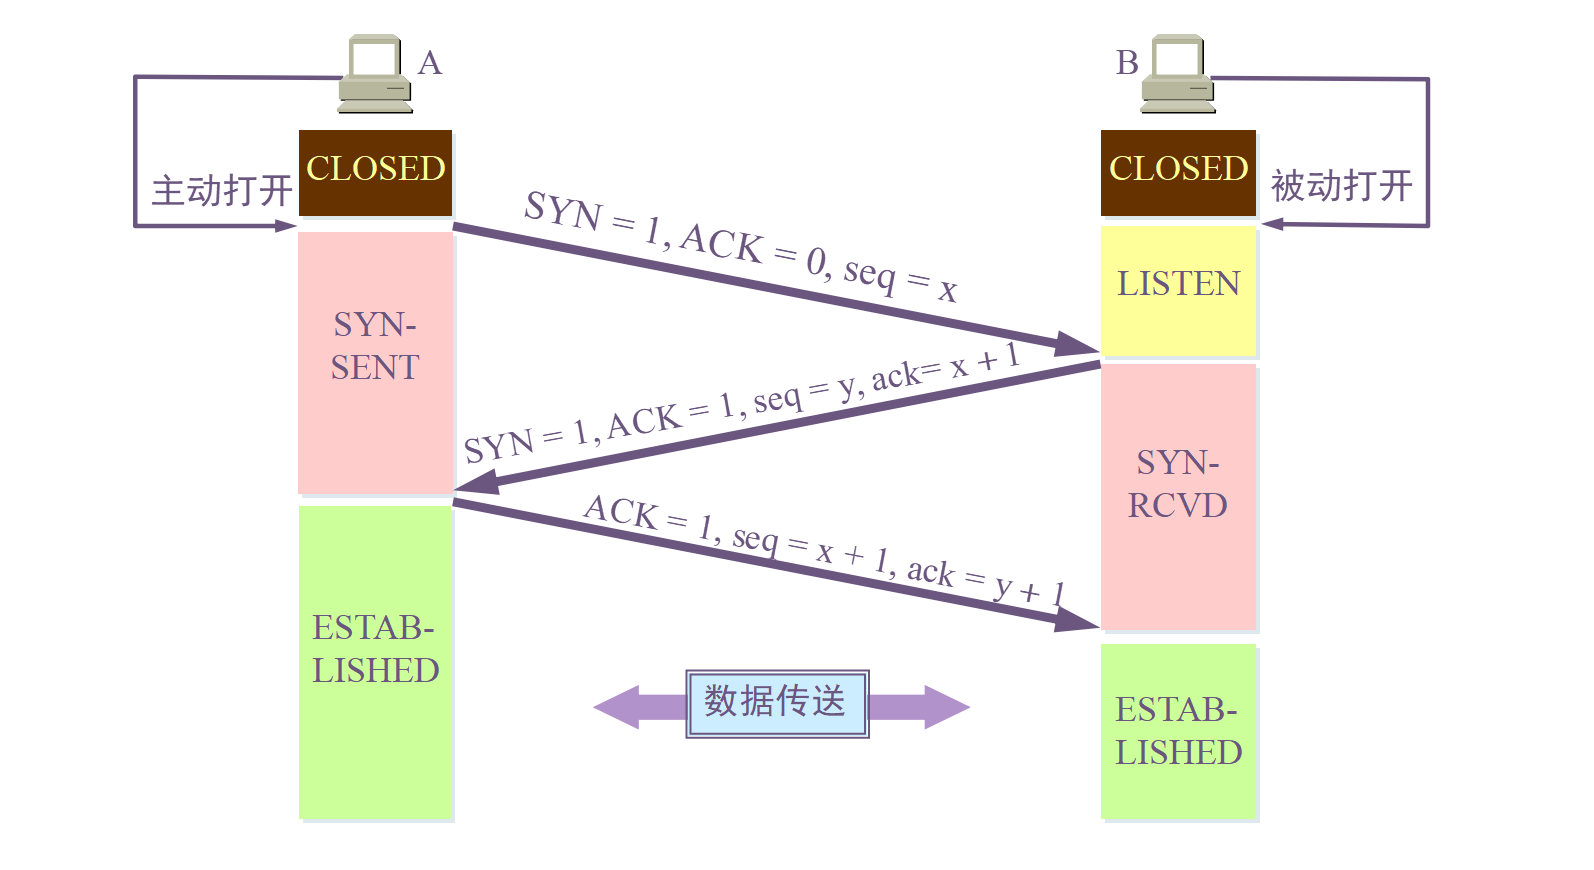 A
B
CLOSED
CLOSED
主动打开
被动打开
SYN = 1, ACK = 0, seq = x
LISTEN
SYN-
SENT
SYN = 1, ACK = 1, seq = y, ack= x + 1
SYN-
RCVD
ACK = 1, seq = x + 1, ack = y + 1
ESTAB-
LISHED
数据传送
ESTAB-
LISHED